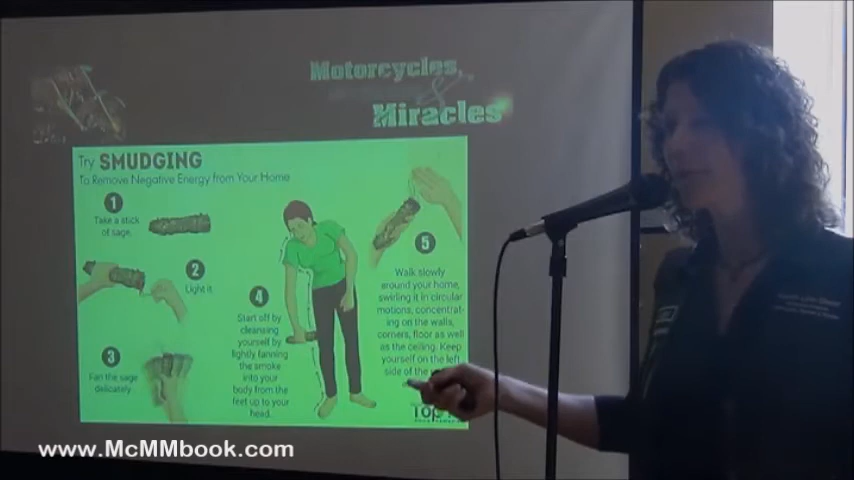 Motorcycles,
&
Miracles
Try SMUDGING
To Remove Negative Energy from Your Home
1
Take a stick
of sage.
2
Light it
3
Fan the sage
delicately.
4
Start off by
cleansing
yourself by
lightly fanning
the smoke
into your
body from the
feet up to your
head.
5
Walk slowly
around your home,
swirling it in circular
motions, concentrat-
ing on the walls,
corners, floor as well
as the ceiling. Keep
yourself on the left
side of the
Top
www.McMMbook.com